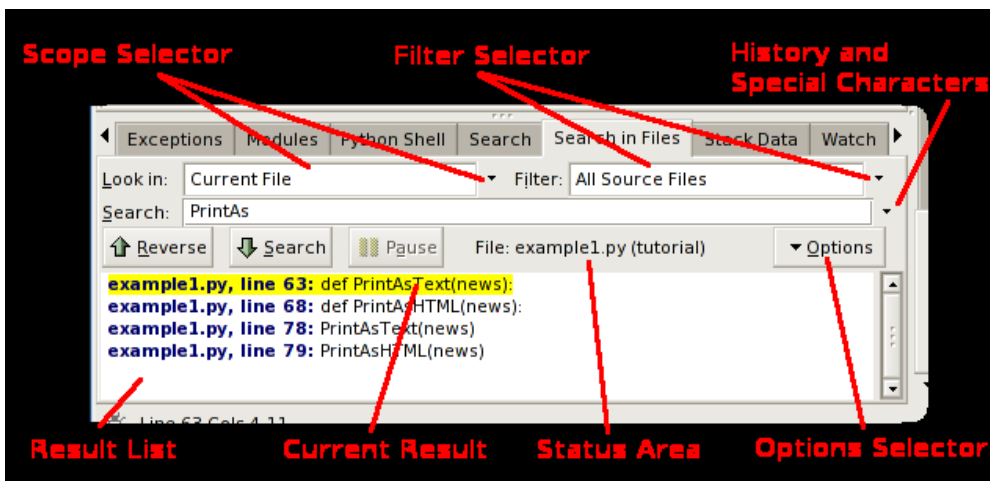 Scope Selector
Filter Selector
History and
Special Characters
Exceptions Modules Python Shell Search Search in Files Stack Data Watch
Look in: Current File Filter: All Source Files
Search: PrintAs
Reverse Search Pause File: example1.py (tutorial) Options
example1.py, line 63: def PrintAsText(news):
example1.py, line 68: def PrintAsHTML(news):
example1.py, line 78: PrintAsText(news)
example1.py, line 79: PrintAsHTML(news)
Line 63 Cols 4-11
Result List
Current Result
Status Area
Options Selector